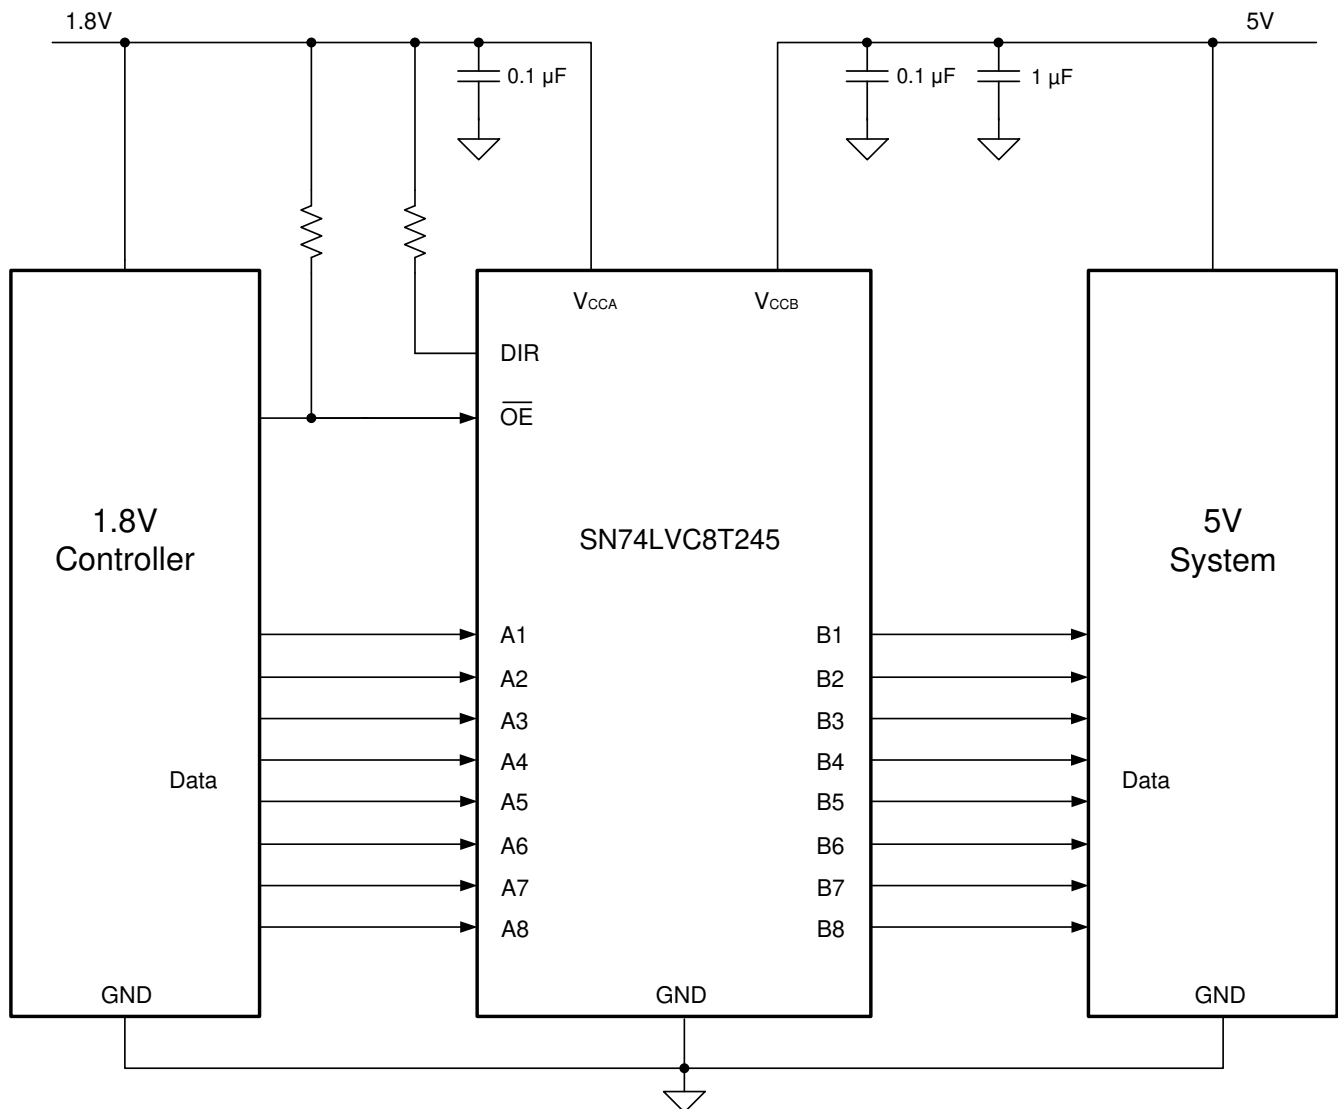 1.8V
5V
0.1 µF
0.1 µF
1 µF
VCCA
VCCB
DIR
OE
1.8V
Controller
SN74LVC8T245
5V
System
A1
B1
A2
B2
A3
B3
A4
B4
Data
Data
A5
B5
A6
B6
A7
B7
A8
B8
GND
GND
GND